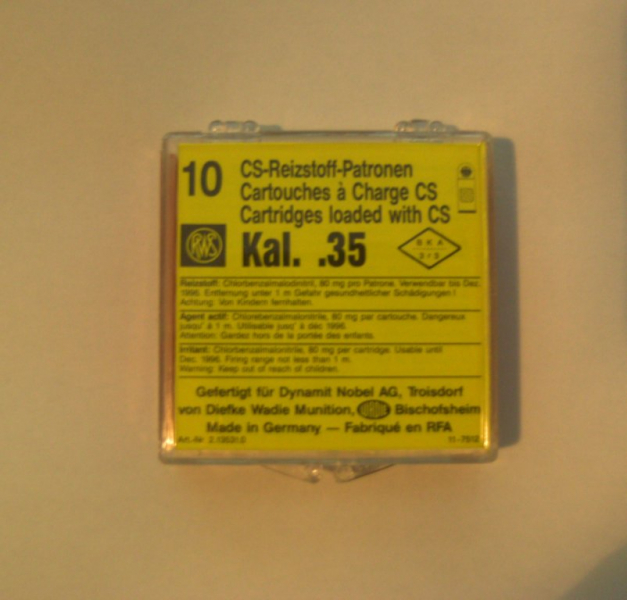 10
CS-Reizstoff-Patronen
Cartouches à Charge CS
Cartridges loaded with CS
RWS
Kal. .35
BKA
Reizstoff: Chlorbenzalmalodinitril, 80 mg pro Patrone. Verwendbar bis Dez.
1996. Entfernung unter 1 m Gefahr gesundheitlicher Schädigungen!
Achtung: Von Kindern fernhalten.
Agent actif: Chlorobenzalmalonitrile, 80 mg par cartouche. Dangereux
jusqu' à 1 m. Utilisable jusq' à déc 1996.
Attention: Gardez hors de la portée des enfants.
Irritant: Chlorbenzalmalonitrile, 80 mg per cartridge. Usable until
Dec. 1996. Firing range not less than 1 m.
Warning: Keep out of reach of children.
Gefertigt für Dynamit Nobel AG, Troisdorf
von Diefke Wadie Munition, Bischofsheim
Made in Germany — Fabriqué en RFA
Art.-Nr.